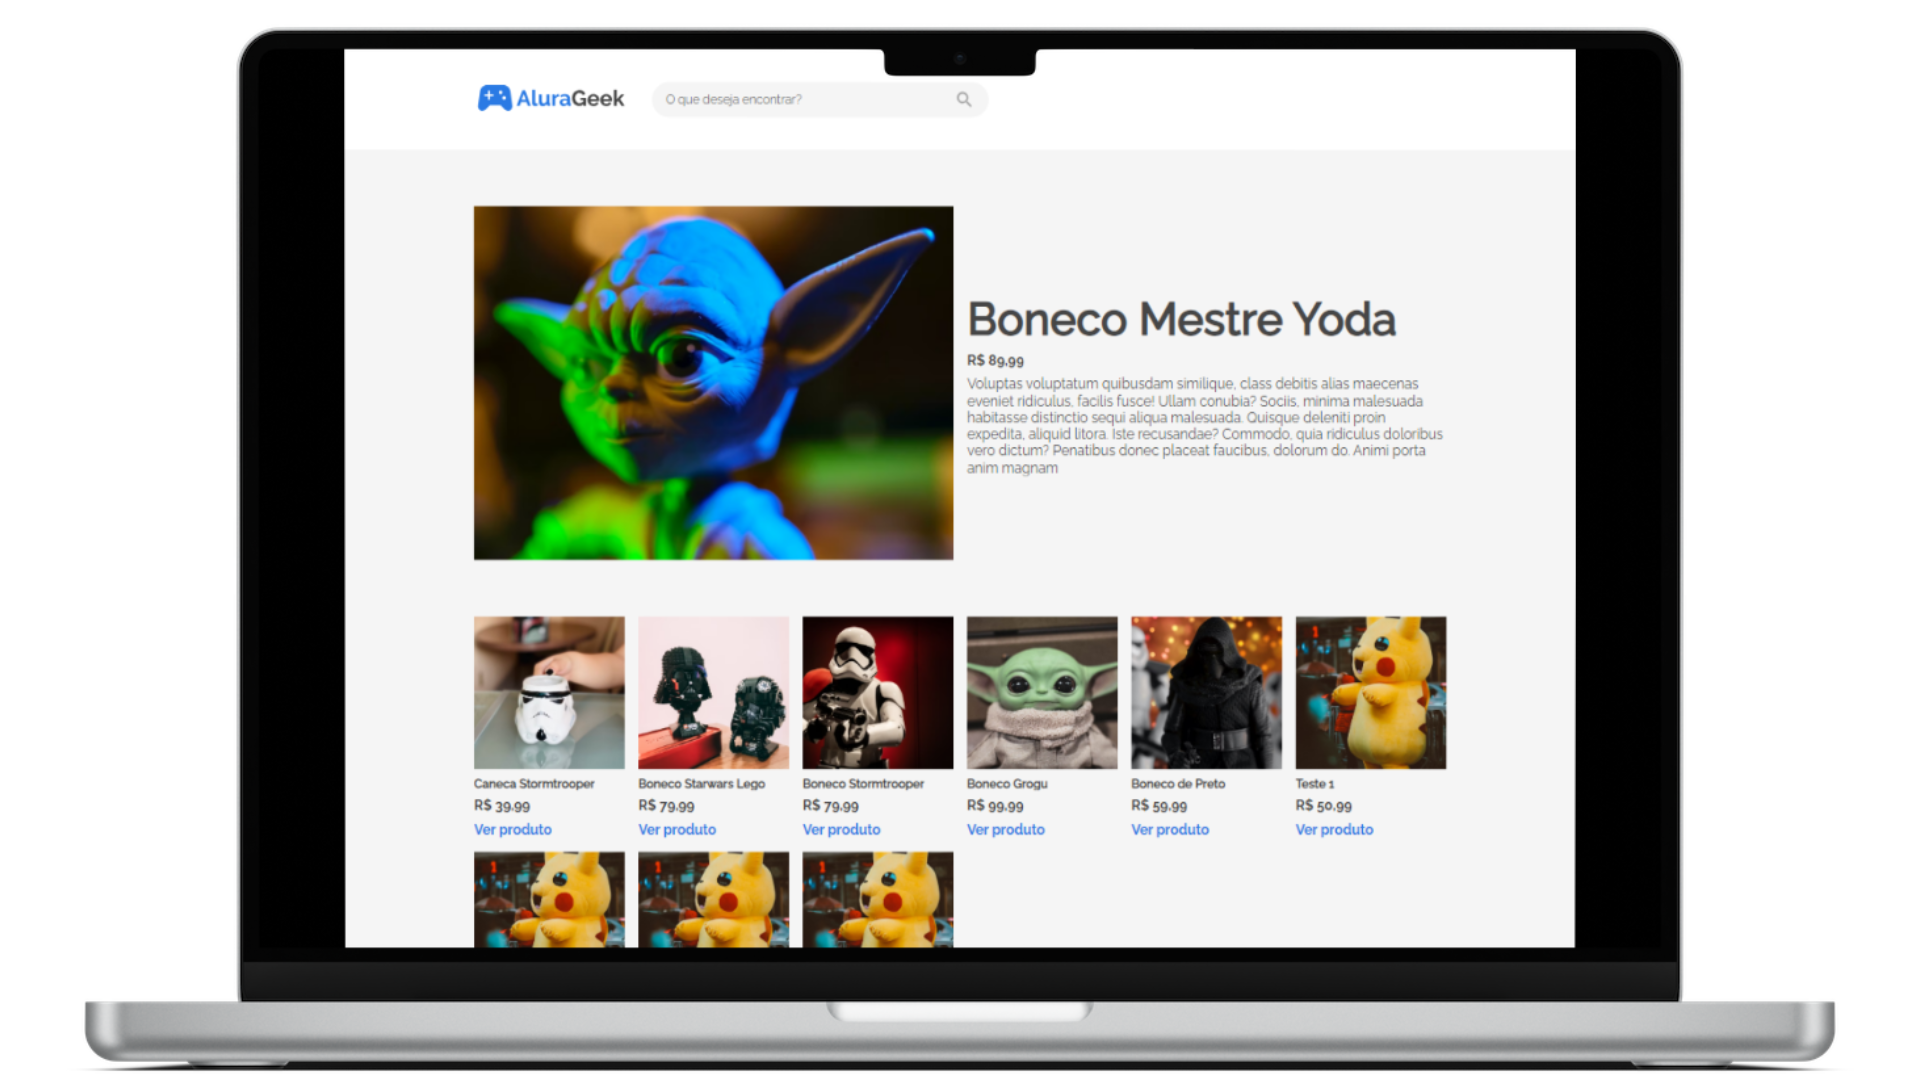 AluraGeek
O que deseja encontrar?
Boneco Mestre Yoda
R$ 89,99
Voluptas voluptatum quibusdam similique, class debitis alias maecenas
eveniet ridiculus, facilis fusce! Ullam conubia? Sociis, minima malesuada
habitasse distinctio sequi aliqua malesuada. Quisque deleniti proin
expedita, aliquid litora. Iste recusandae? Commodo, quia ridiculus doloribus
vero dictum? Penatibus donec placeat faucibus, dolorum do. Animi porta
anim magnam
Caneca Stormtrooper
R$ 39,99
Ver produto
Boneco Starwars Lego
R$ 79,99
Ver produto
Boneco Stormtrooper
R$ 79,99
Ver produto
Boneco Grogu
R$ 99,99
Ver produto
Boneco de Preto
R$ 59,99
Ver produto
Teste 1
R$ 50,99
Ver produto